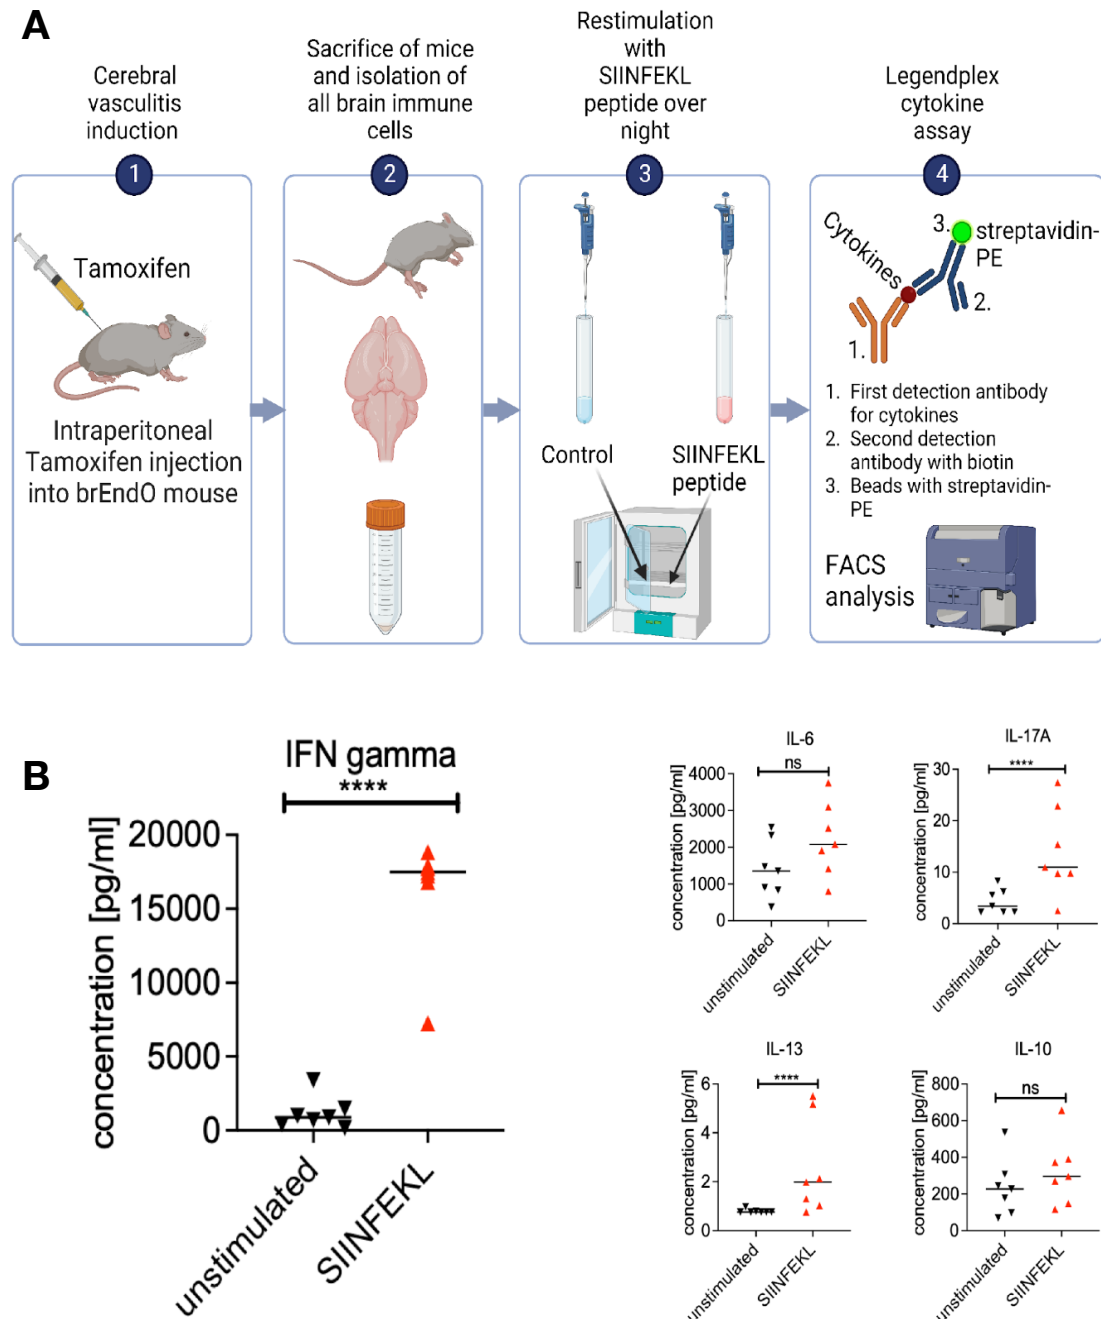 A
Cerebral
vasculitis
induction
1
Tamoxifen
Intraperitoneal
Tamoxifen injection
into brEndO mouse
Sacrifice of mice
and isolation of
all brain immune
cells
2
Restimulation
with
SIINFEKL
peptide over
night
3
Control
SIINFEKL
peptide
Legendplex
cytokine
assay
4
Cytokines
3.
streptavidin-
PE
2.
1.
1. First detection antibody
for cytokines
2. Second detection
antibody with biotin
3. Beads with streptavidin-
PE
FACS
analysis
B
IFN gamma
****
concentration [pg/ml]
20000
15000
10000
5000
0
unstimulated
SIINFEKL
IL-6
ns
concentration [pg/ml]
4000
3000
2000
1000
0
unstimulated
SIINFEKL
IL-17A
****
concentration [pg/ml]
30
20
10
0
unstimulated
SIINFEKL
IL-13
****
concentration [pg/ml]
6
4
2
0
unstimulated
SIINFEKL
IL-10
ns
concentration [pg/ml]
800
600
400
200
0
unstimulated
SIINFEKL